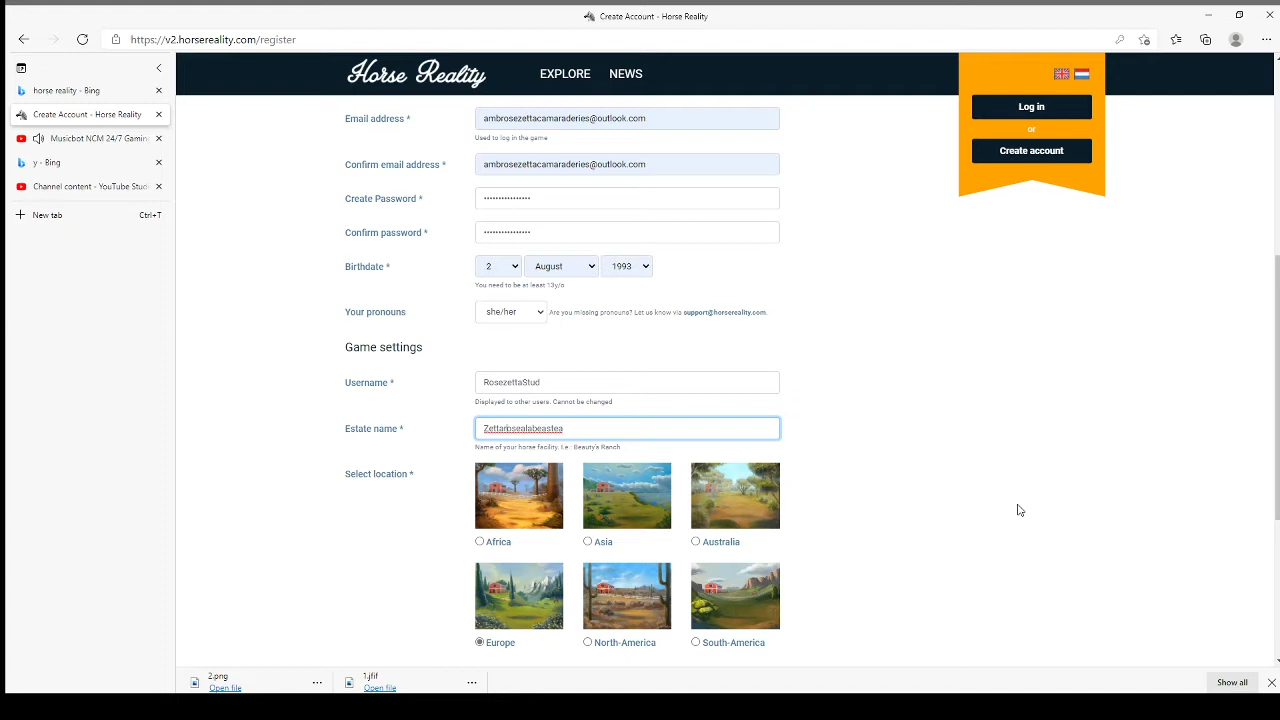 Create Account - Horse Reality
https://v2.horsereality.com/register
horse reality - Bing
Create Account - Horse Reality
Musicbot NCM 24/7 Gamin
y - Bing
Channel content - YouTube Stud
New tab Ctrl+T
Horse Reality EXPLORE NEWS
Log in
or
Create account
Email address * ambrosezettacamaraderies@outlook.com
Used to log in the game
Confirm email address * ambrosezettacamaraderies@outlook.com
Create Password * ················
Confirm password * ················
Birthdate * 2 August 1993
You need to be at least 13y/o
Your pronouns she/her Are you missing pronouns? Let us know via support@horsereality.com.
Game settings
Username * RosezettaStud
Displayed to other users. Cannot be changed
Estate name * Zettarosealabeastea
Name of your horse facility. I.e.: Beauty's Ranch
Select location *
Africa Asia Australia
Europe North-America South-America
2.png
Open file
1.jfif
Open file
Show all